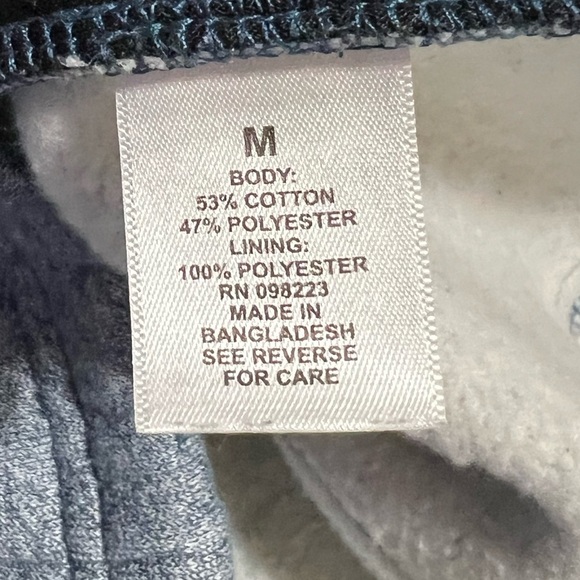 M
BODY:
53% COTTON
47% POLYESTER
LINING:
100% POLYESTER
RN 098223
MADE IN
BANGLADESH
SEE REVERSE
FOR CARE